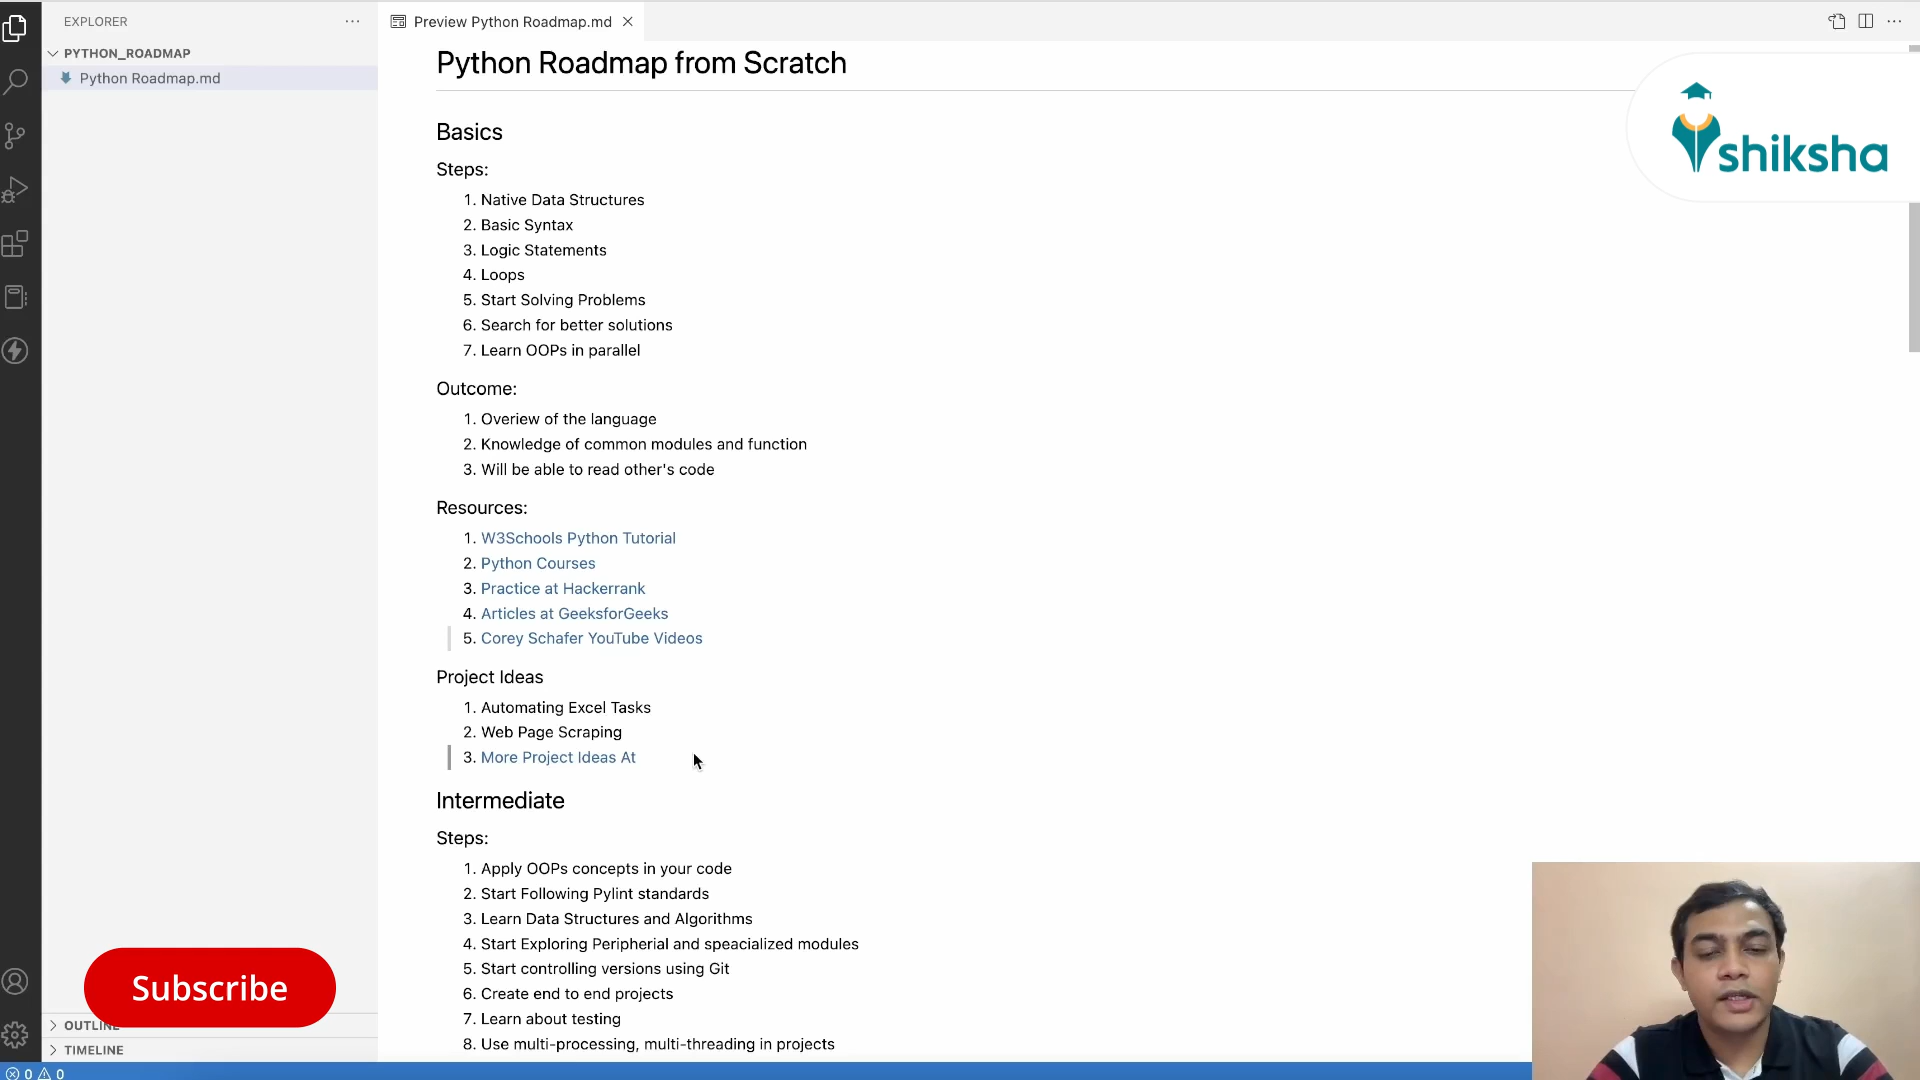 EXPLORER
Preview Python Roadmap.md
PYTHON_ROADMAP
Python Roadmap.md
Python Roadmap from Scratch
shiksha
Basics
Steps:
1. Native Data Structures
2. Basic Syntax
3. Logic Statements
4. Loops
5. Start Solving Problems
6. Search for better solutions
7. Learn OOPs in parallel
Outcome:
1. Overiew of the language
2. Knowledge of common modules and function
3. Will be able to read other's code
Resources:
1. W3Schools Python Tutorial
2. Python Courses
3. Practice at Hackerrank
4. Articles at GeeksforGeeks
5. Corey Schafer YouTube Videos
Project Ideas
1. Automating Excel Tasks
2. Web Page Scraping
3. More Project Ideas At
Intermediate
Steps:
1. Apply OOPs concepts in your code
2. Start Following Pylint standards
3. Learn Data Structures and Algorithms
4. Start Exploring Peripherial and speacialized modules
5. Start controlling versions using Git
6. Create end to end projects
7. Learn about testing
8. Use multi-processing, multi-threading in projects
Subscribe
OUTLINE
TIMELINE
0 0